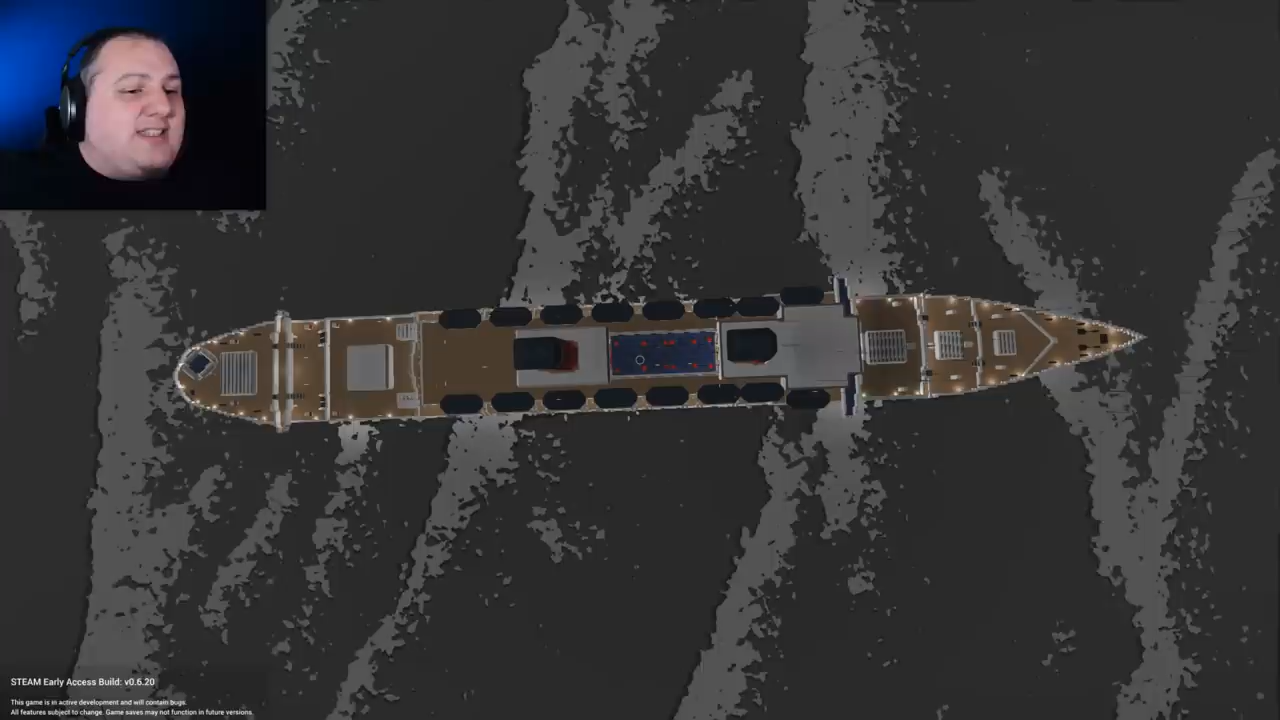 STEAM Early Access Build: v0.6.20
This game is in active development and will contain bugs.
All features subject to change. Game saves may not function in future versions.